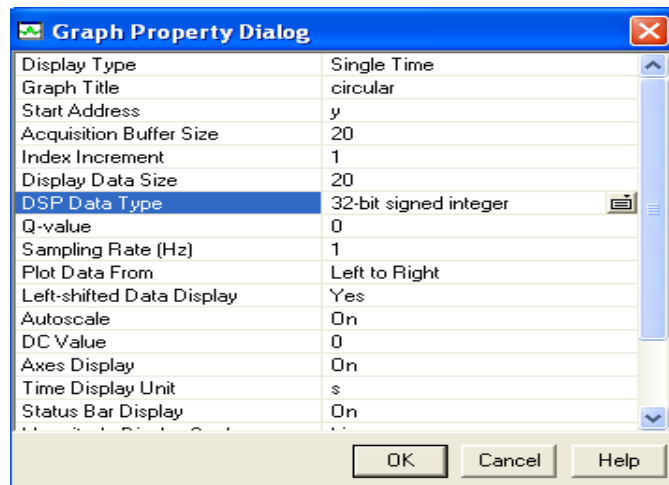 Graph Property Dialog
Display Type Single Time
Graph Title circular
Start Address y
Acquisition Buffer Size 20
Index Increment 1
Display Data Size 20
DSP Data Type 32-bit signed integer
Q-value 0
Sampling Rate (Hz) 1
Plot Data From Left to Right
Left-shifted Data Display Yes
Autoscale On
DC Value 0
Axes Display On
Time Display Unit s
Status Bar Display On
OK Cancel Help